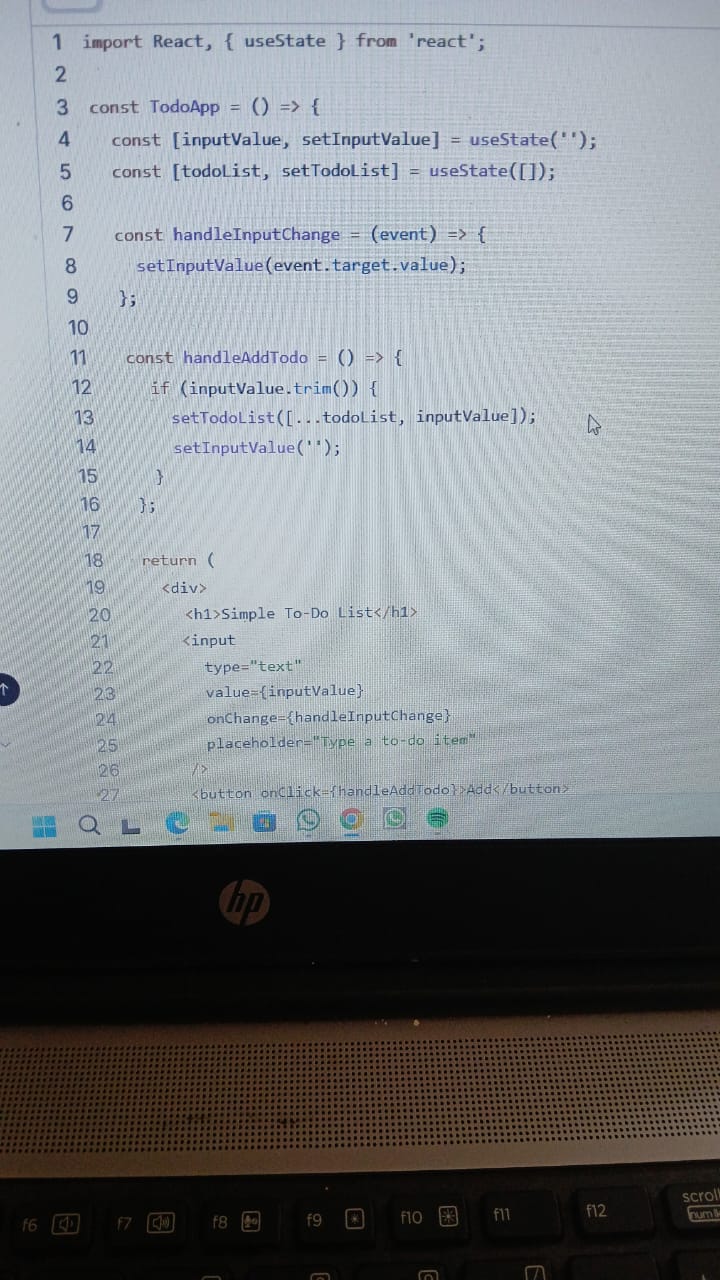 1 import React, { useState } from 'react';
2
3 const TodoApp = () => {
4 const [inputValue, setInputValue] = useState('');
5 const [todoList, setTodoList] = useState([]);
6
7 const handleInputChange = (event) => {
8 setInputValue(event.target.value);
9 };
10
11 const handleAddTodo = () => {
12 if (inputValue.trim()) {
13 setTodoList([...todoList, inputValue]);
14 setInputValue('');
15 }
16 };
17
18 return (
19 <div>
20 <h1>Simple To-Do List</h1>
21 <input
22 type="text"
23 value={inputValue}
24 onChange={handleInputChange}
25 placeholder="Type a to-do item"
26 />
27 <button onClick={handleAddTodo}>Add</button>
hp
f6 f7 f8 f9 f10 f11 f12 scroll
num